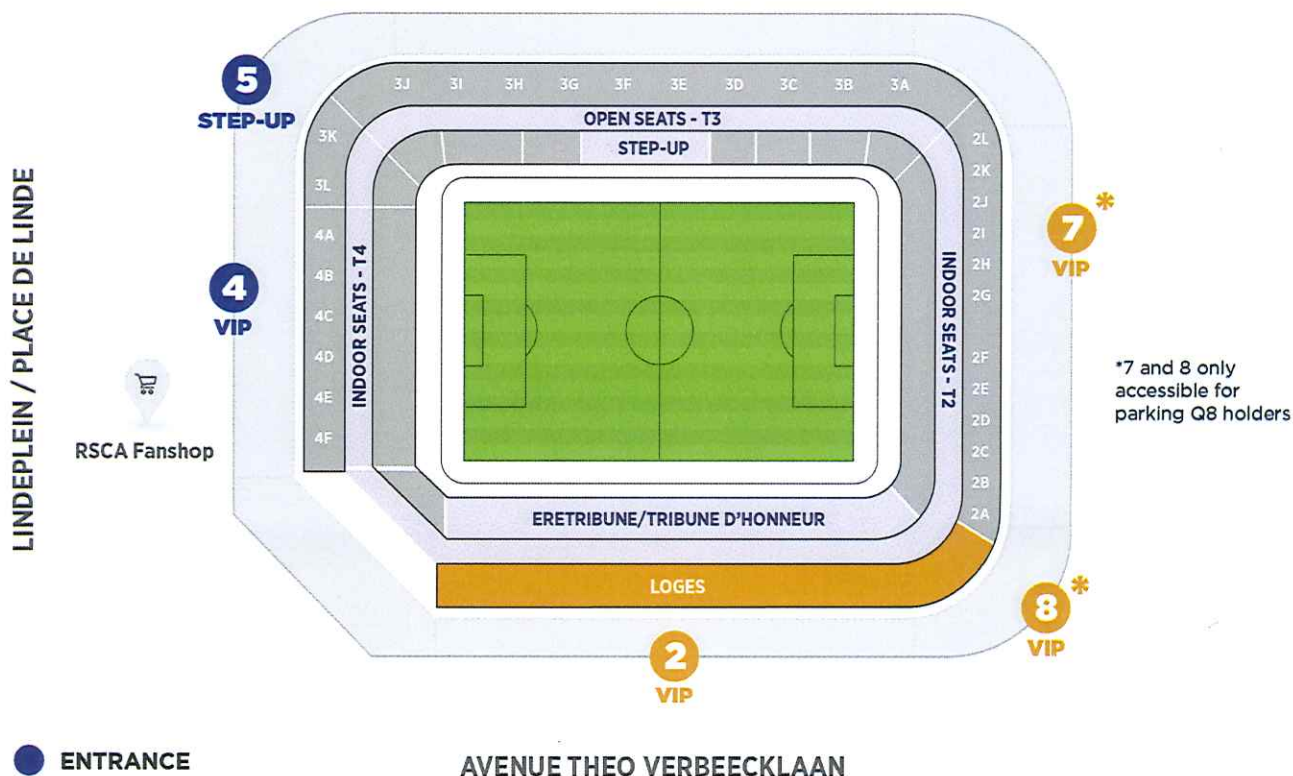 5
STEP-UP
3J 3I 3H 3G 3F 3E 3D 3C 3B 3A
OPEN SEATS - T3
STEP-UP
3K
3L
4A
4B
4C
4D
4E
4F
INDOOR SEATS - T4
2L
2K
2J
2I
2H
2G
2F
2E
2D
2C
2B
2A
INDOOR SEATS - T2
LINDEPLEIN / PLACE DE LINDE
4
VIP
RSCA Fanshop
7*
VIP
*7 and 8 only
accessible for
parking Q8 holders
ERETRIBUNE/TRIBUNE D'HONNEUR
LOGES
8*
VIP
2
VIP
ENTRANCE
AVENUE THEO VERBEECKLAAN